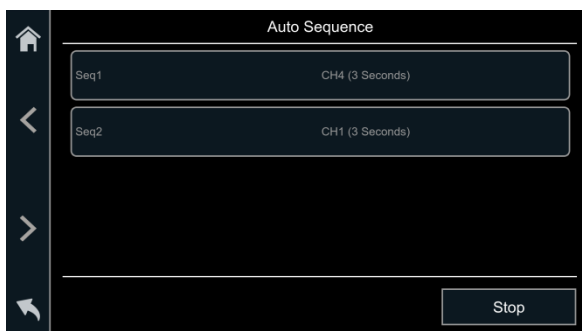 Auto Sequence
Seq1 CH4 (3 Seconds)
Seq2 CH1 (3 Seconds)
Stop